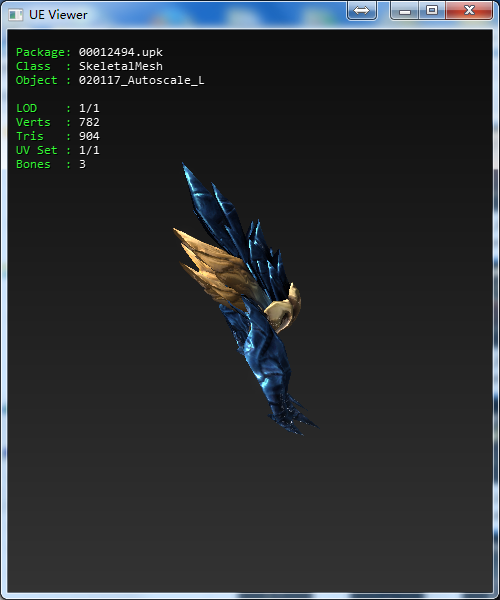 UE Viewer
Package: 00012494.upk
Class  : SkeletalMesh
Object : 020117_Autoscale_L
LOD    : 1/1
Verts  : 782
Tris   : 904
UV Set : 1/1
Bones  : 3